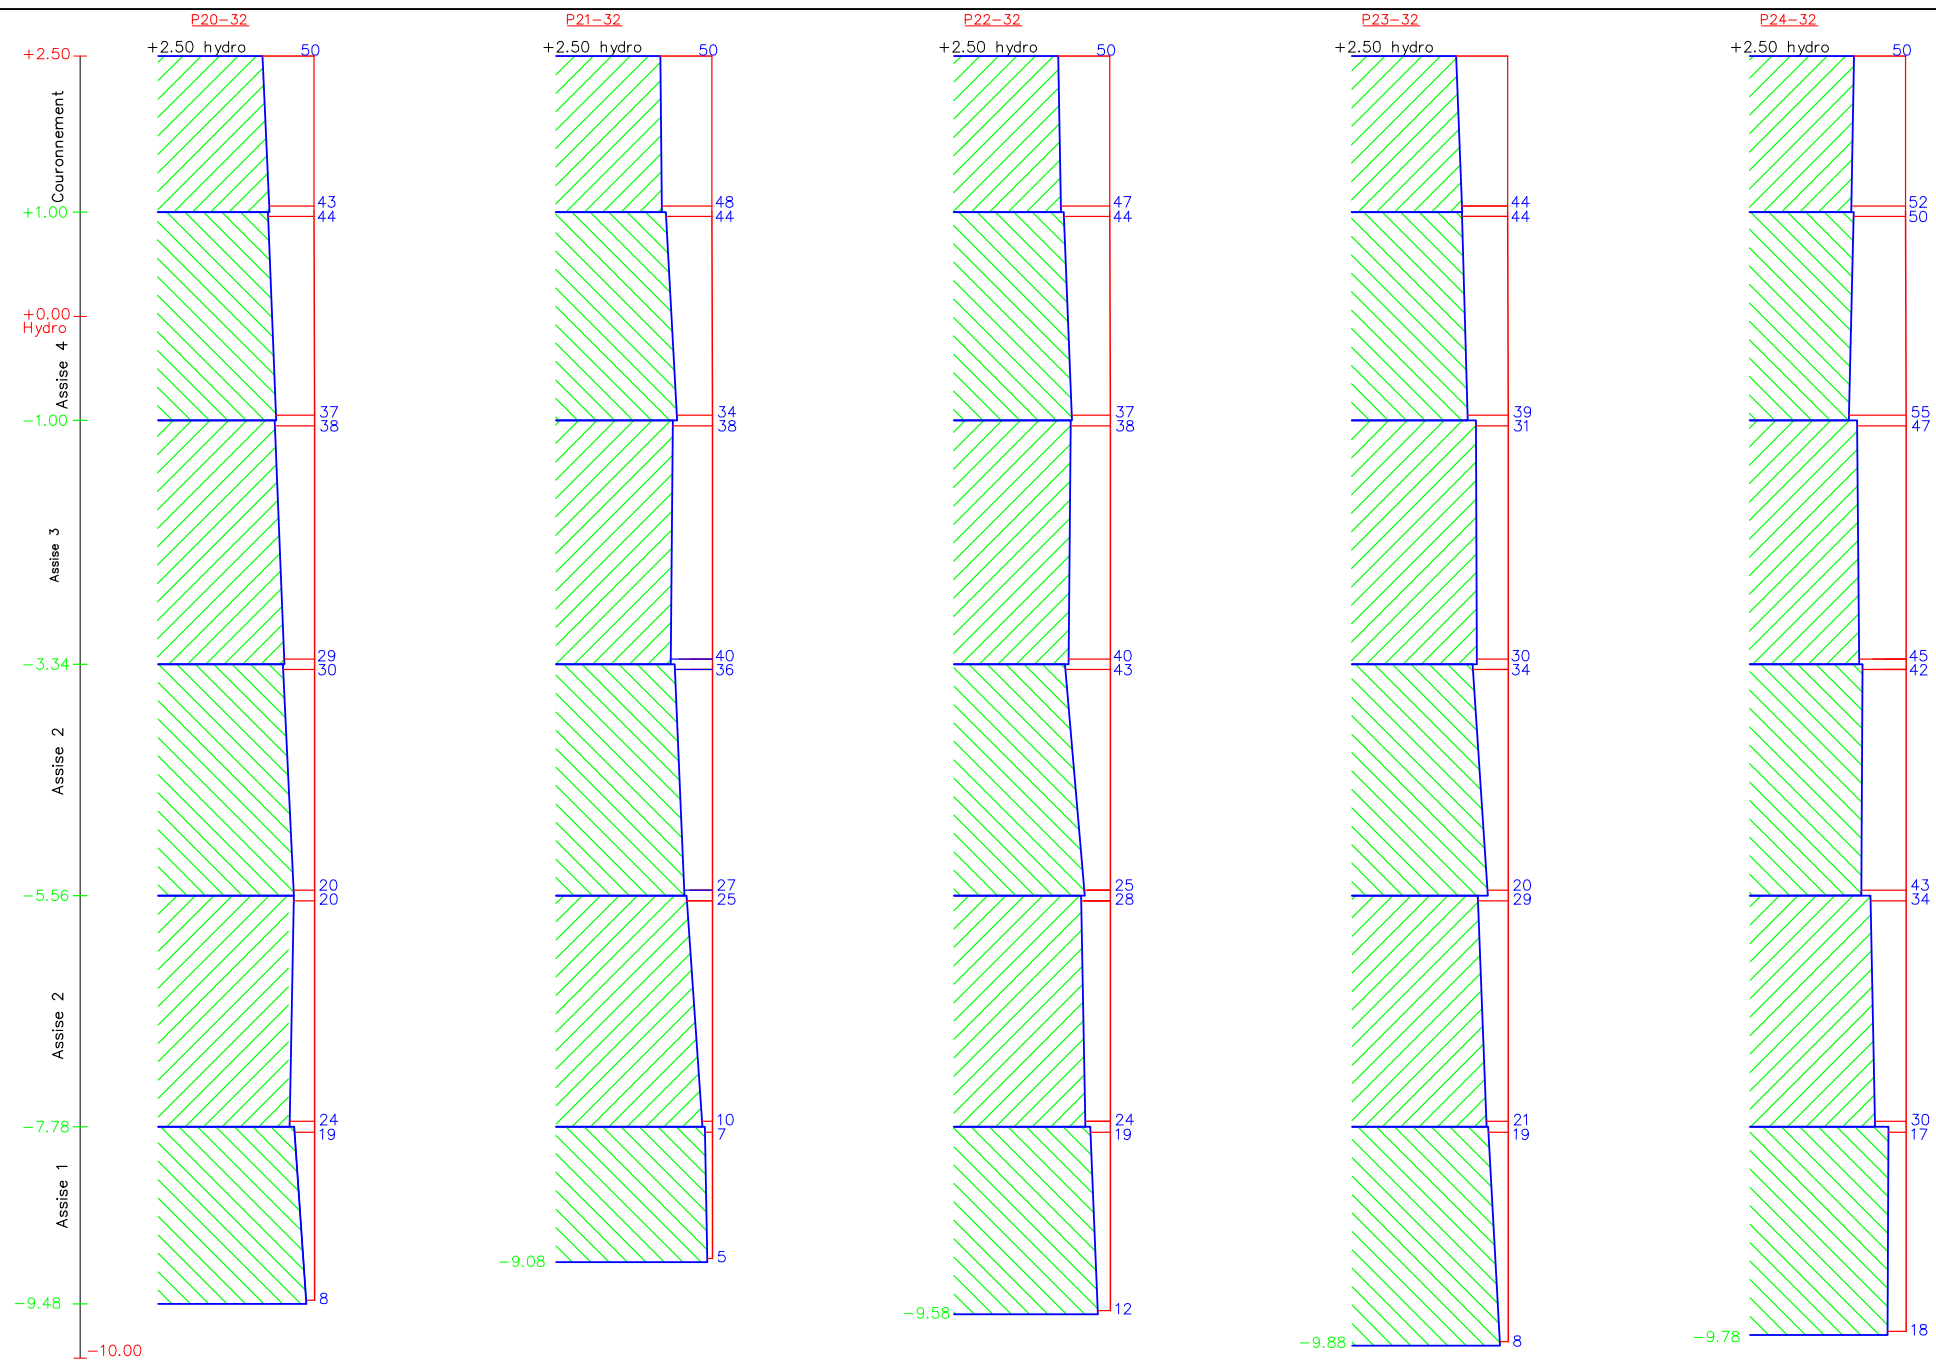 P20-32 P21-32 P22-32 P23-32 P24-32
+2.50 hydro 50 +2.50 hydro 50 +2.50 hydro 50 +2.50 hydro +2.50 hydro 50
+2.50
Couronnement
43 48 47 44 52
+1.00
44 44 44 44 50
+0.00
Hydro
Assise 4
37 34 37 39 55
-1.00
38 38 38 31 47
Assise 3
29 40 40 30 45
-3.34
30 36 43 34 42
Assise 2
20 27 25 20 43
-5.56
20 25 28 29 34
Assise 2
24 10 24 21 30
-7.78
19 7 19 19 17
Assise 1
-9.08 5
-9.48 8
-9.58 12
-9.78 18
-9.88 8
-10.00